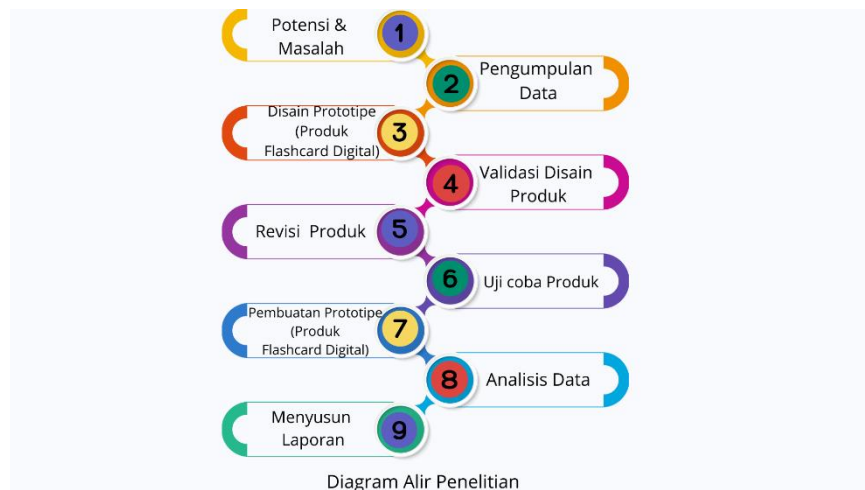 Potensi &
Masalah
1
2
Pengumpulan
Data
Disain Prototipe
(Produk
Flashcard Digital)
3
4
Validasi Disain
Produk
Revisi Produk
5
6
Uji coba Produk
Pembuatan Prototipe
(Produk
Flashcard Digital)
7
8
Analisis Data
Menyusun
Laporan
9
Diagram Alir Penelitian